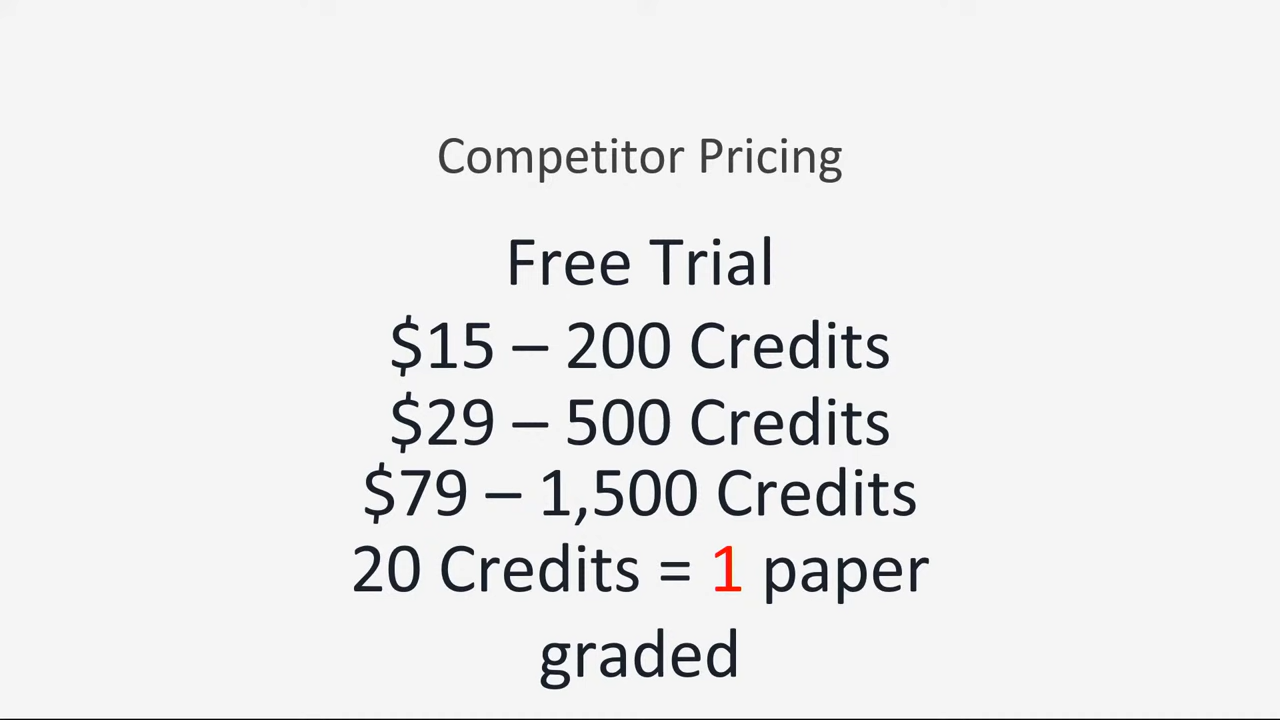 Competitor Pricing
Free Trial
$15 – 200 Credits
$29 – 500 Credits
$79 – 1,500 Credits
20 Credits = 1 paper
graded